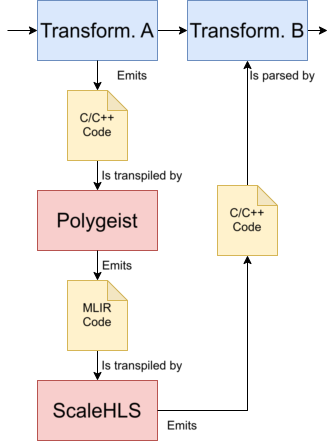 Transform. A
Transform. B
Emits
Is parsed by
C/C++
Code
Is transpiled by
Polygeist
C/C++
Code
Emits
MLIR
Code
Is transpiled by
ScaleHLS
Emits